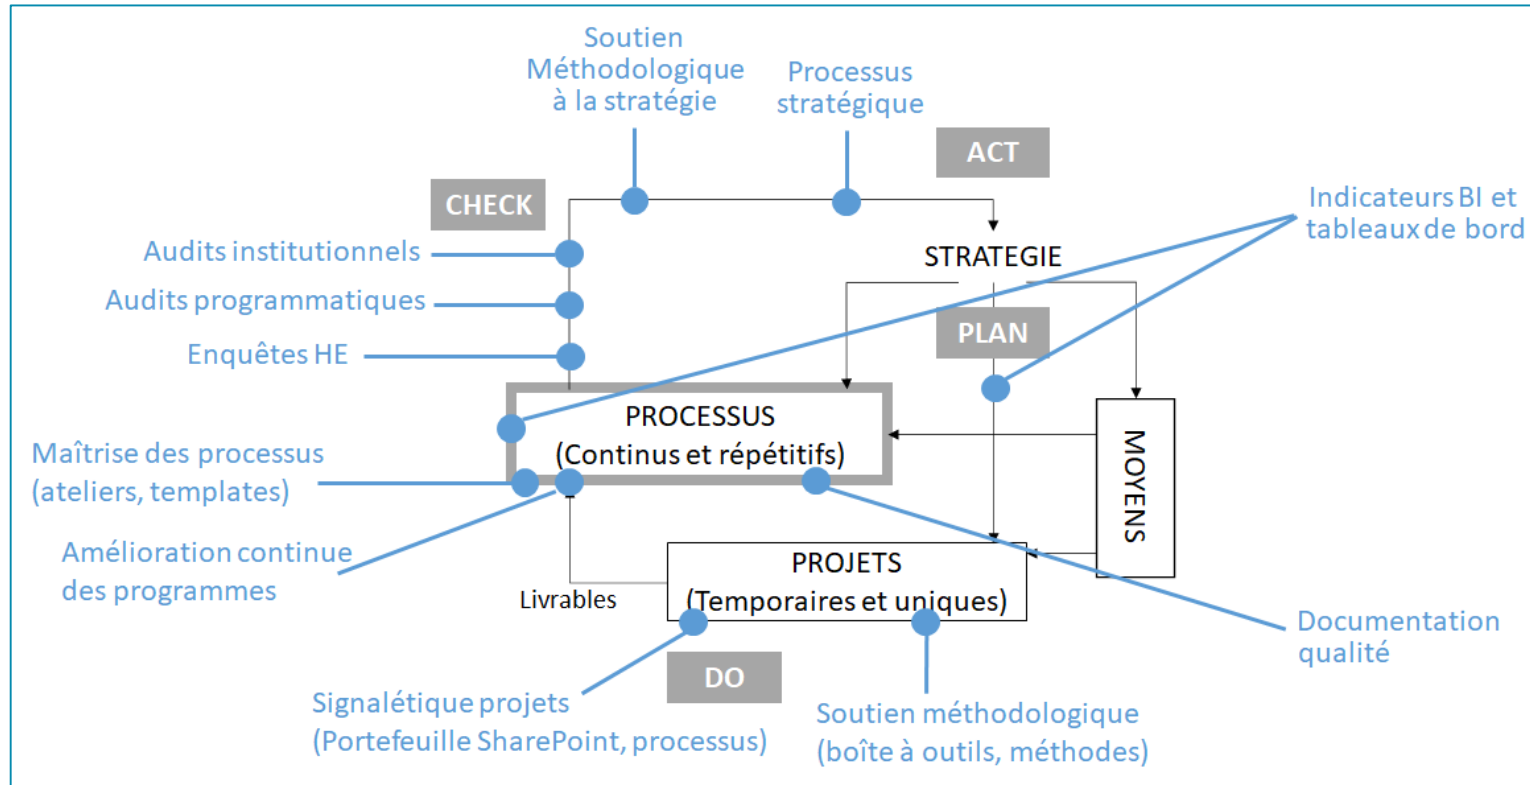 Soutien
Méthodologique
à la stratégie
Processus
stratégique
ACT
CHECK
Indicateurs BI et
tableaux de bord
Audits institutionnels
STRATEGIE
Audits programmatiques
PLAN
Enquêtes HE
PROCESSUS
(Continus et répétitifs)
MOYENS
Maîtrise des processus
(ateliers, templates)
Amélioration continue
des programmes
PROJETS
(Temporaires et uniques)
Livrables
Documentation
qualité
DO
Signalétique projets
(Portefeuille SharePoint, processus)
Soutien méthodologique
(boîte à outils, méthodes)